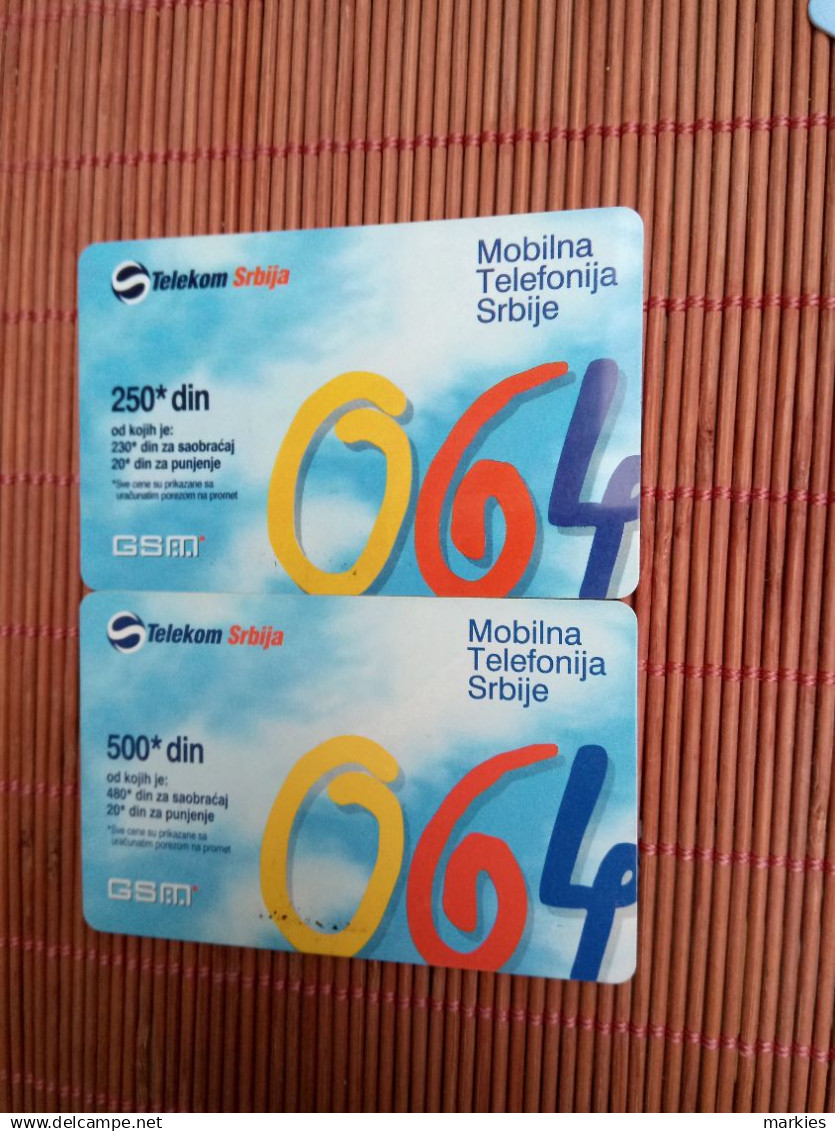 Telekom Srbija
Mobilna
Telefonija
Srbije
250* din
od kojih je:
230* din za saobraćaj
20* din za punjenje
*Sve cene su prikazane sa
uračunatim porezom na promet
GSM
064
Telekom Srbija
Mobilna
Telefonija
Srbije
500* din
od kojih je:
480* din za saobraćaj
20* din za punjenje
*Sve cene su prikazane sa
uračunatim porezom na promet
GSM
064
markies